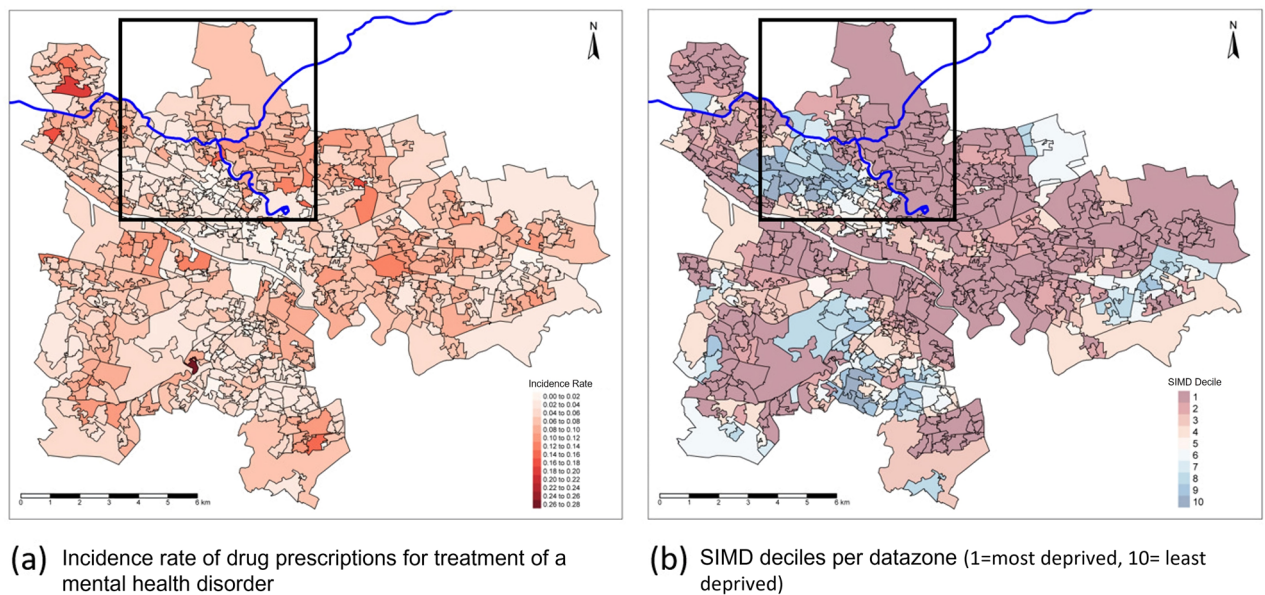 N
Incidence Rate
0.00 to 0.02
0.02 to 0.04
0.04 to 0.06
0.06 to 0.08
0.08 to 0.10
0.10 to 0.12
0.12 to 0.14
0.14 to 0.16
0.16 to 0.18
0.18 to 0.20
0.20 to 0.22
0.22 to 0.24
0.24 to 0.26
0.26 to 0.28
0 1 2 3 4 5 6 km
N
SIMD Decile
1
2
3
4
5
6
7
8
9
10
0 1 2 3 4 5 6 km
(a) Incidence rate of drug prescriptions for treatment of a
mental health disorder
(b) SIMD deciles per datazone (1=most deprived, 10= least
deprived)